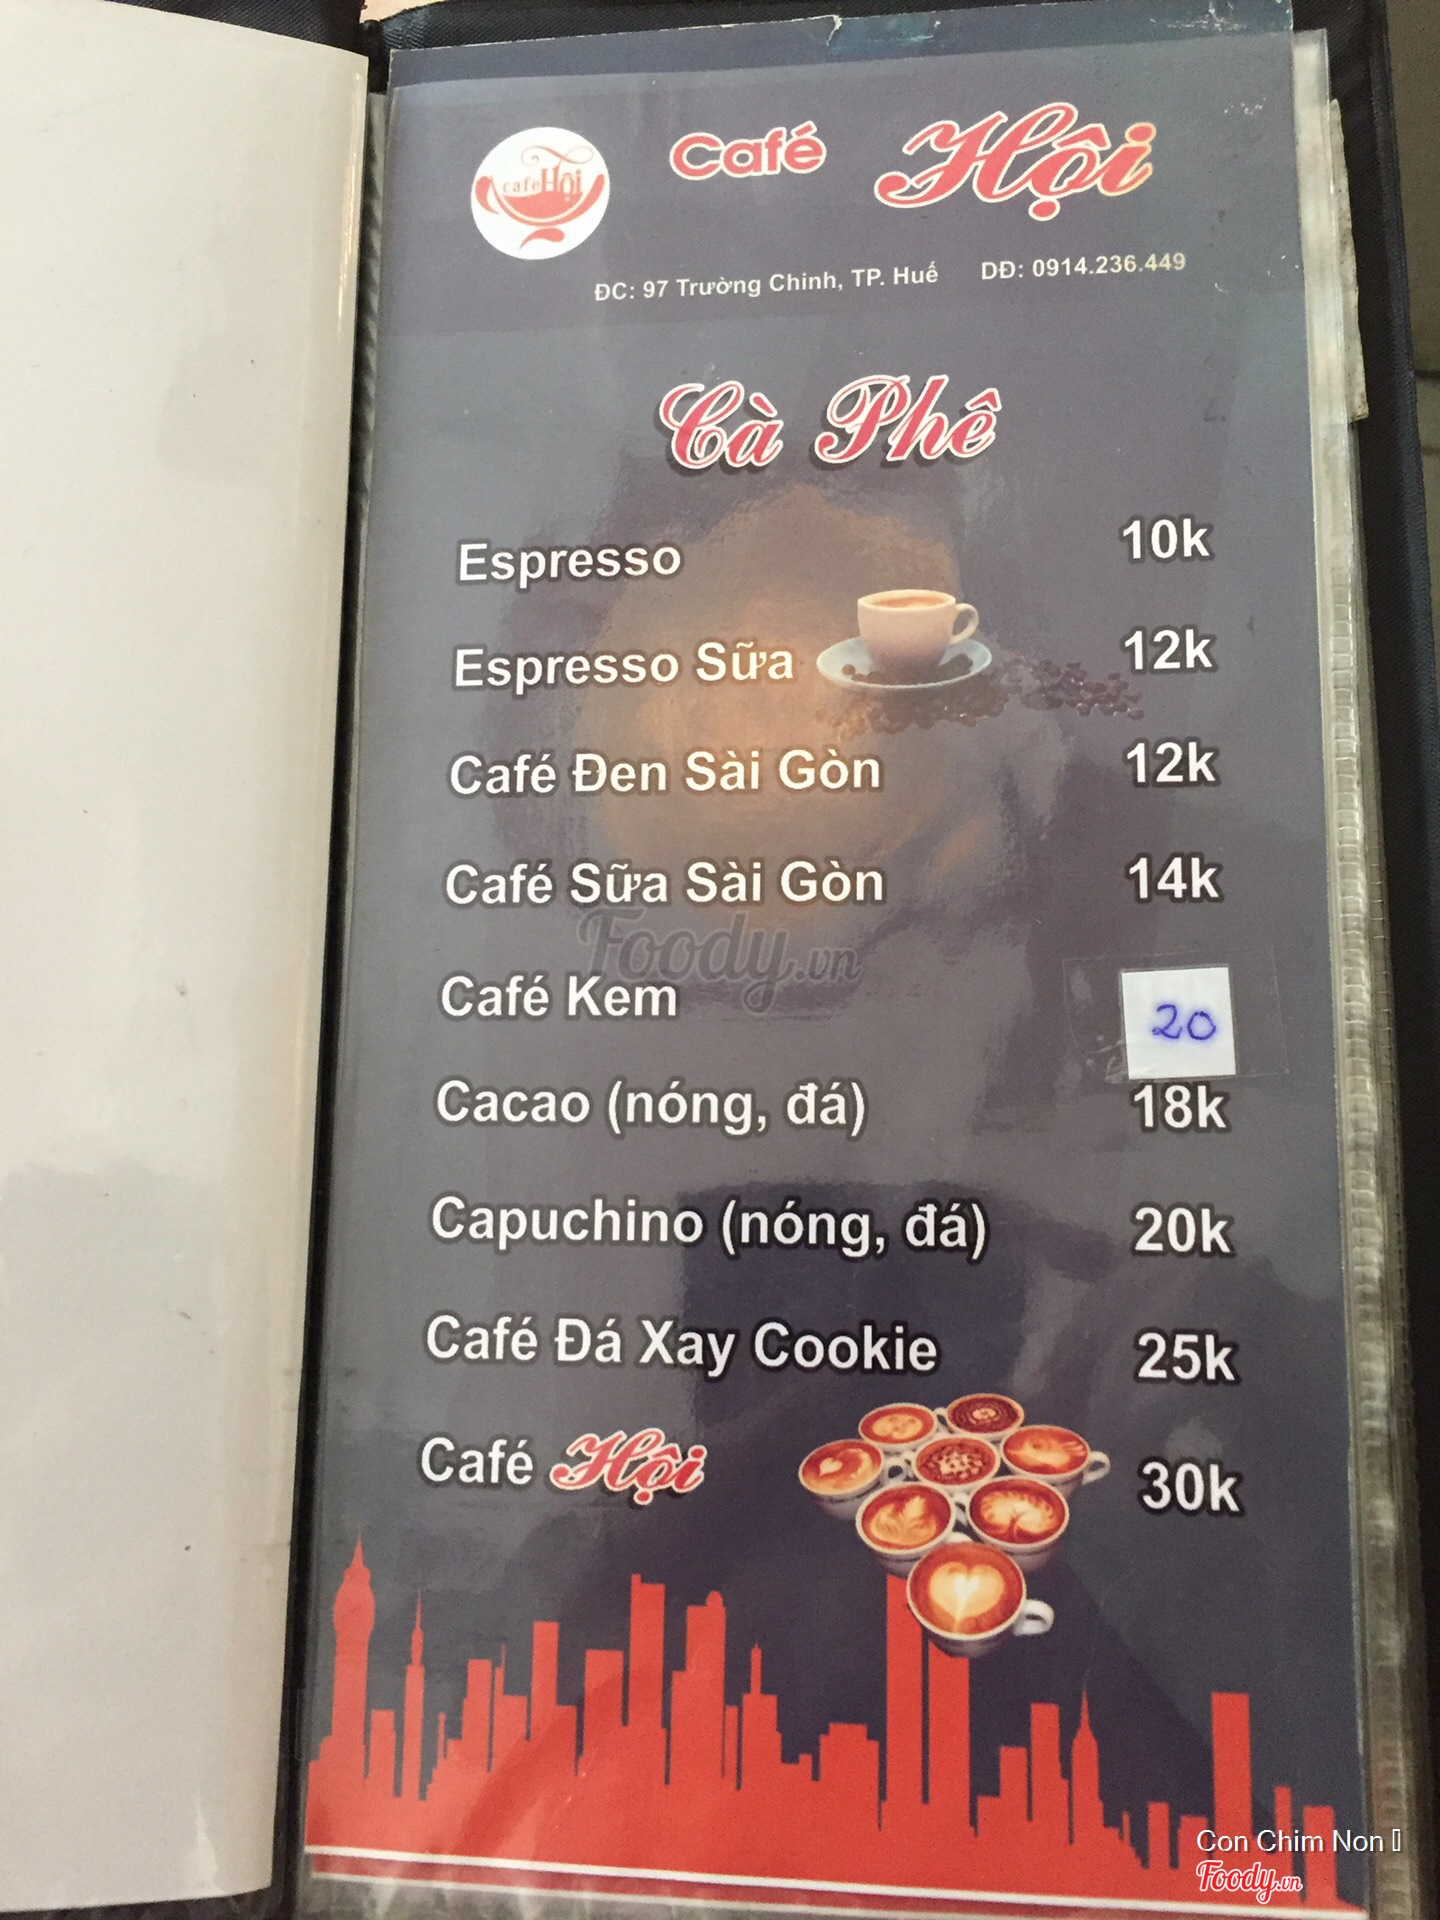 cafe Hội
Café Hội
ĐC: 97 Trường Chinh, TP. Huế DĐ: 0914.236.449
Cà Phê
Espresso 10k
Espresso Sữa 12k
Café Đen Sài Gòn 12k
Café Sữa Sài Gòn 14k
Foody.vn
Café Kem 20
Cacao (nóng, đá) 18k
Capuchino (nóng, đá) 20k
Café Đá Xay Cookie 25k
Café Hội 30k
Con Chim Non
Foody.vn